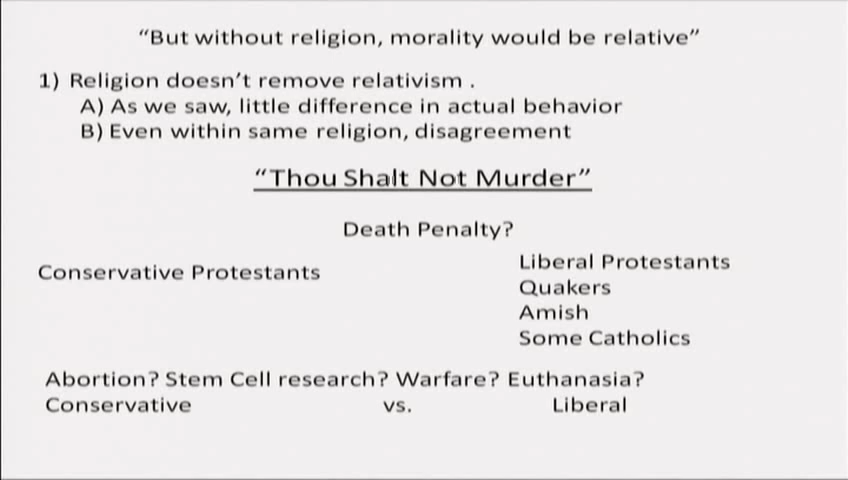 “But without religion, morality would be relative”
1) Religion doesn’t remove relativism .
A) As we saw, little difference in actual behavior
B) Even within same religion, disagreement
“Thou Shalt Not Murder”
Death Penalty?
Conservative Protestants
Liberal Protestants
Quakers
Amish
Some Catholics
Abortion? Stem Cell research? Warfare? Euthanasia?
Conservative vs. Liberal